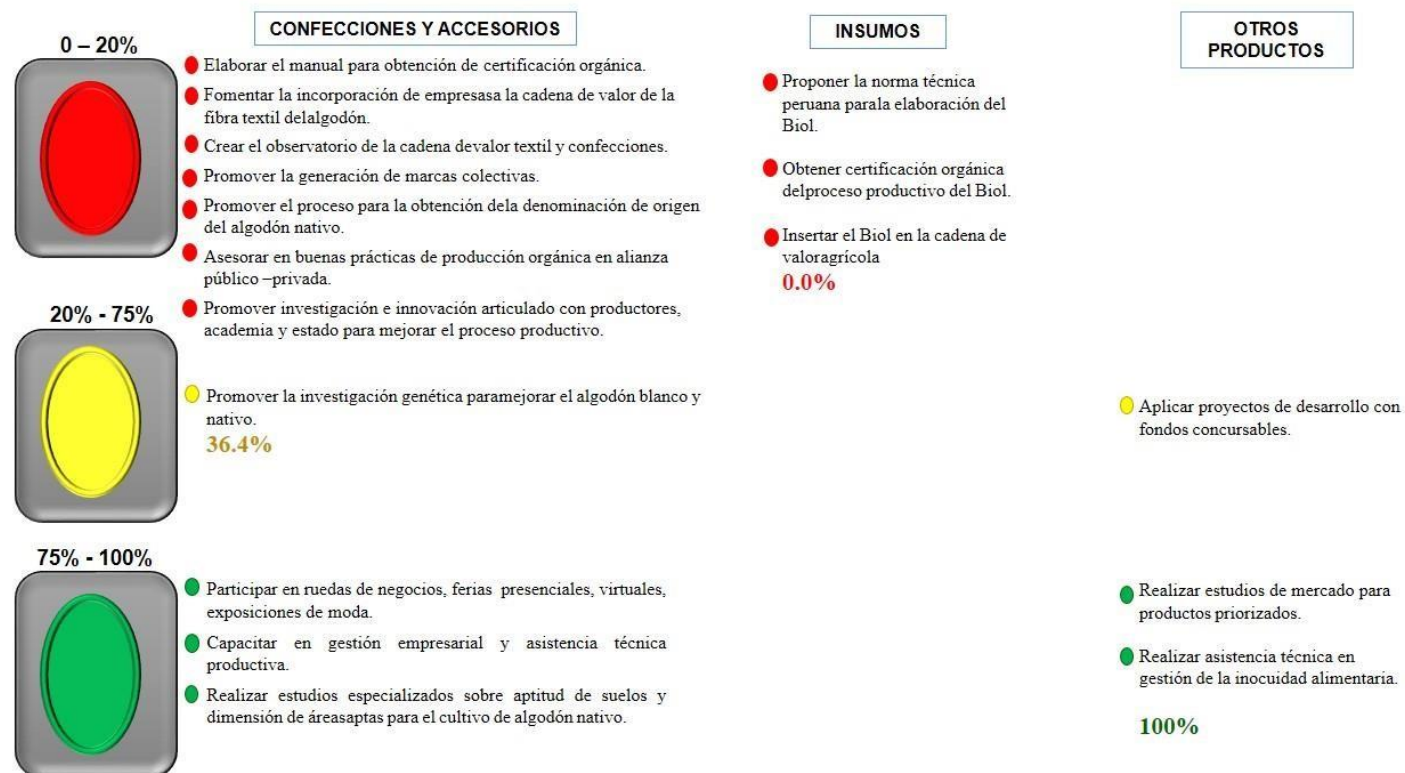 CONFECCIONES Y ACCESORIOS
INSUMOS
OTROS
PRODUCTOS
0 – 20%
Elaborar el manual para obtención de certificación orgánica.
Fomentar la incorporación de empresasa la cadena de valor de la
fibra textil delalgodón.
Crear el observatorio de la cadena devalor textil y confecciones.
Promover la generación de marcas colectivas.
Promover el proceso para la obtención dela denominación de origen
del algodón nativo.
Asesorar en buenas prácticas de producción orgánica en alianza
público –privada.
Promover investigación e innovación articulado con productores,
academia y estado para mejorar el proceso productivo.
Proponer la norma técnica
peruana parala elaboración del
Biol.
Obtener certificación orgánica
delproceso productivo del Biol.
Insertar el Biol en la cadena de
valoragrícola
0.0%
20% - 75%
Promover la investigación genética paramejorar el algodón blanco y
nativo.
36.4%
Aplicar proyectos de desarrollo con
fondos concursables.
75% - 100%
Participar en ruedas de negocios, ferias presenciales, virtuales,
exposiciones de moda.
Capacitar en gestión empresarial y asistencia técnica
productiva.
Realizar estudios especializados sobre aptitud de suelos y
dimensión de áreasaptas para el cultivo de algodón nativo.
Realizar estudios de mercado para
productos priorizados.
Realizar asistencia técnica en
gestión de la inocuidad alimentaria.
100%